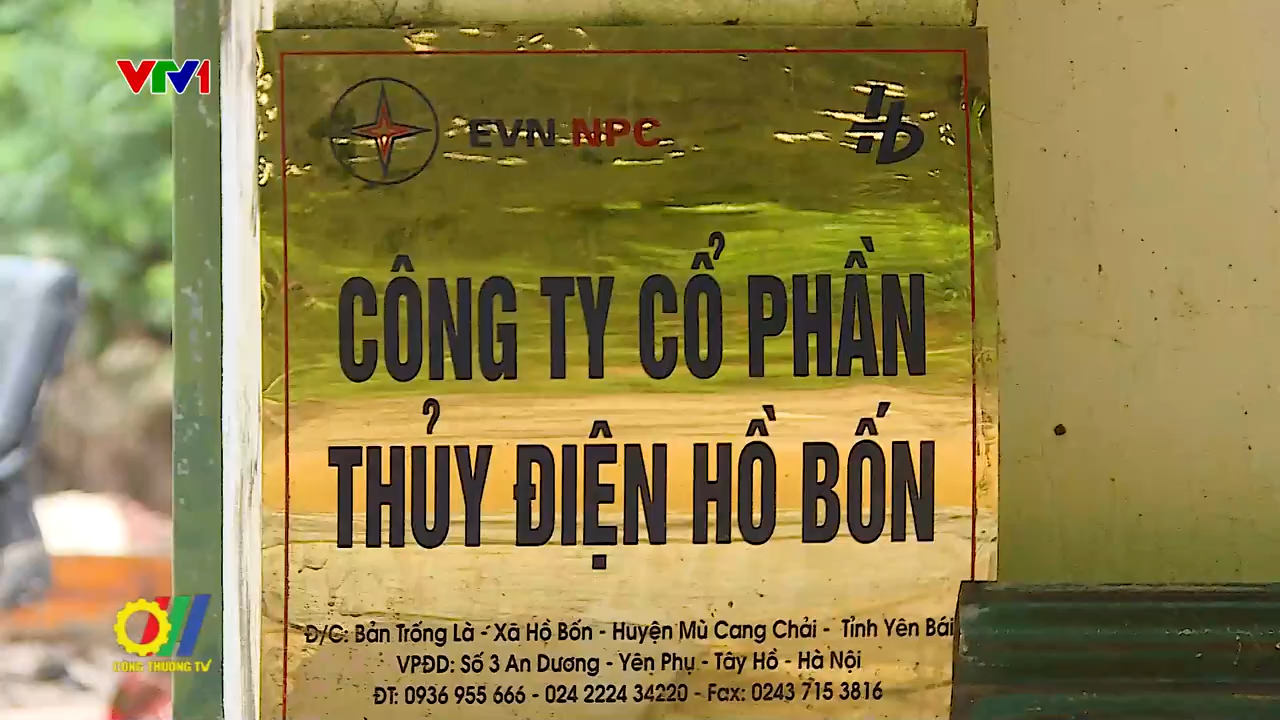 VTV1
EVN NPC
Hb
CÔNG TY CỔ PHẦN
THỦY ĐIỆN HỒ BỐN
Đ/C: Bản Trống Là - Xã Hồ Bốn - Huyện Mù Cang Chải - Tỉnh Yên Bái
VPĐD: Số 3 An Dương - Yên Phụ - Tây Hồ - Hà Nội
ĐT: 0936 955 666 - 024 2224 34220 - Fax: 0243 715 3816
CÔNG THƯƠNG TV